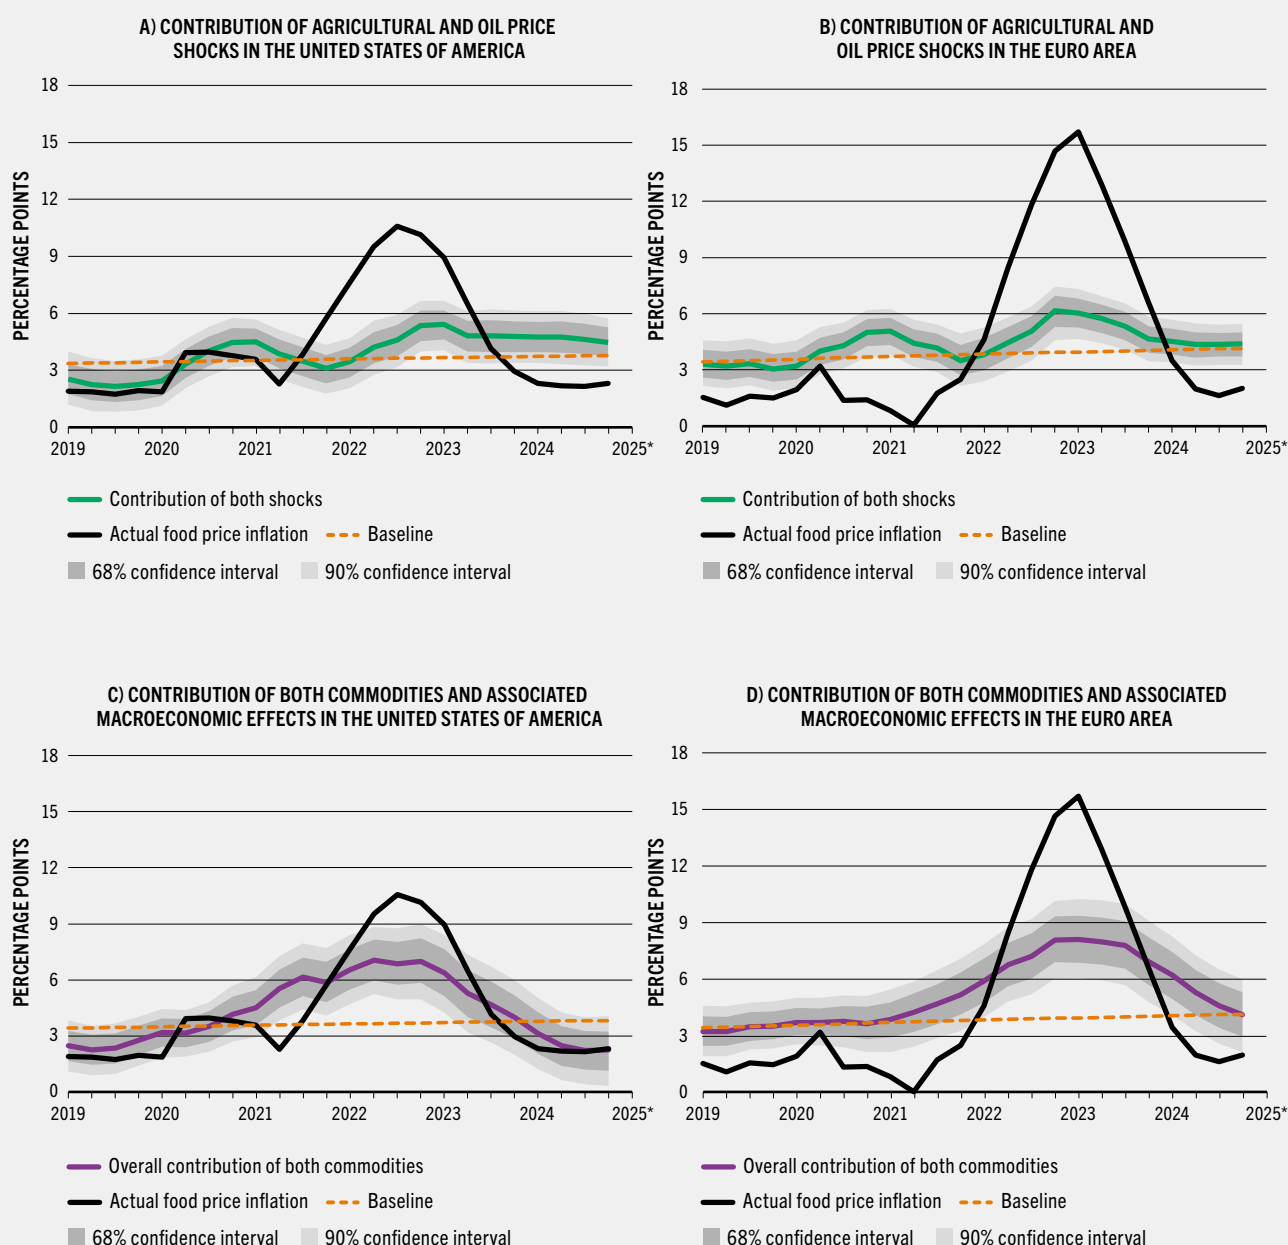 A) CONTRIBUTION OF AGRICULTURAL AND OIL PRICE
SHOCKS IN THE UNITED STATES OF AMERICA
PERCENTAGE POINTS
18
15
12
9
6
3
0
2019 2020 2021 2022 2023 2024 2025*
Contribution of both shocks
Actual food price inflation Baseline
68% confidence interval 90% confidence interval
B) CONTRIBUTION OF AGRICULTURAL AND
OIL PRICE SHOCKS IN THE EURO AREA
PERCENTAGE POINTS
18
15
12
9
6
3
0
2019 2020 2021 2022 2023 2024 2025*
Contribution of both shocks
Actual food price inflation Baseline
68% confidence interval 90% confidence interval
C) CONTRIBUTION OF BOTH COMMODITIES AND ASSOCIATED
MACROECONOMIC EFFECTS IN THE UNITED STATES OF AMERICA
PERCENTAGE POINTS
18
15
12
9
6
3
0
2019 2020 2021 2022 2023 2024 2025*
Overall contribution of both commodities
Actual food price inflation Baseline
68% confidence interval 90% confidence interval
D) CONTRIBUTION OF BOTH COMMODITIES AND ASSOCIATED
MACROECONOMIC EFFECTS IN THE EURO AREA
PERCENTAGE POINTS
18
15
12
9
6
3
0
2019 2020 2021 2022 2023 2024 2025*
Overall contribution of both commodities
Actual food price inflation Baseline
68% confidence interval 90% confidence interval